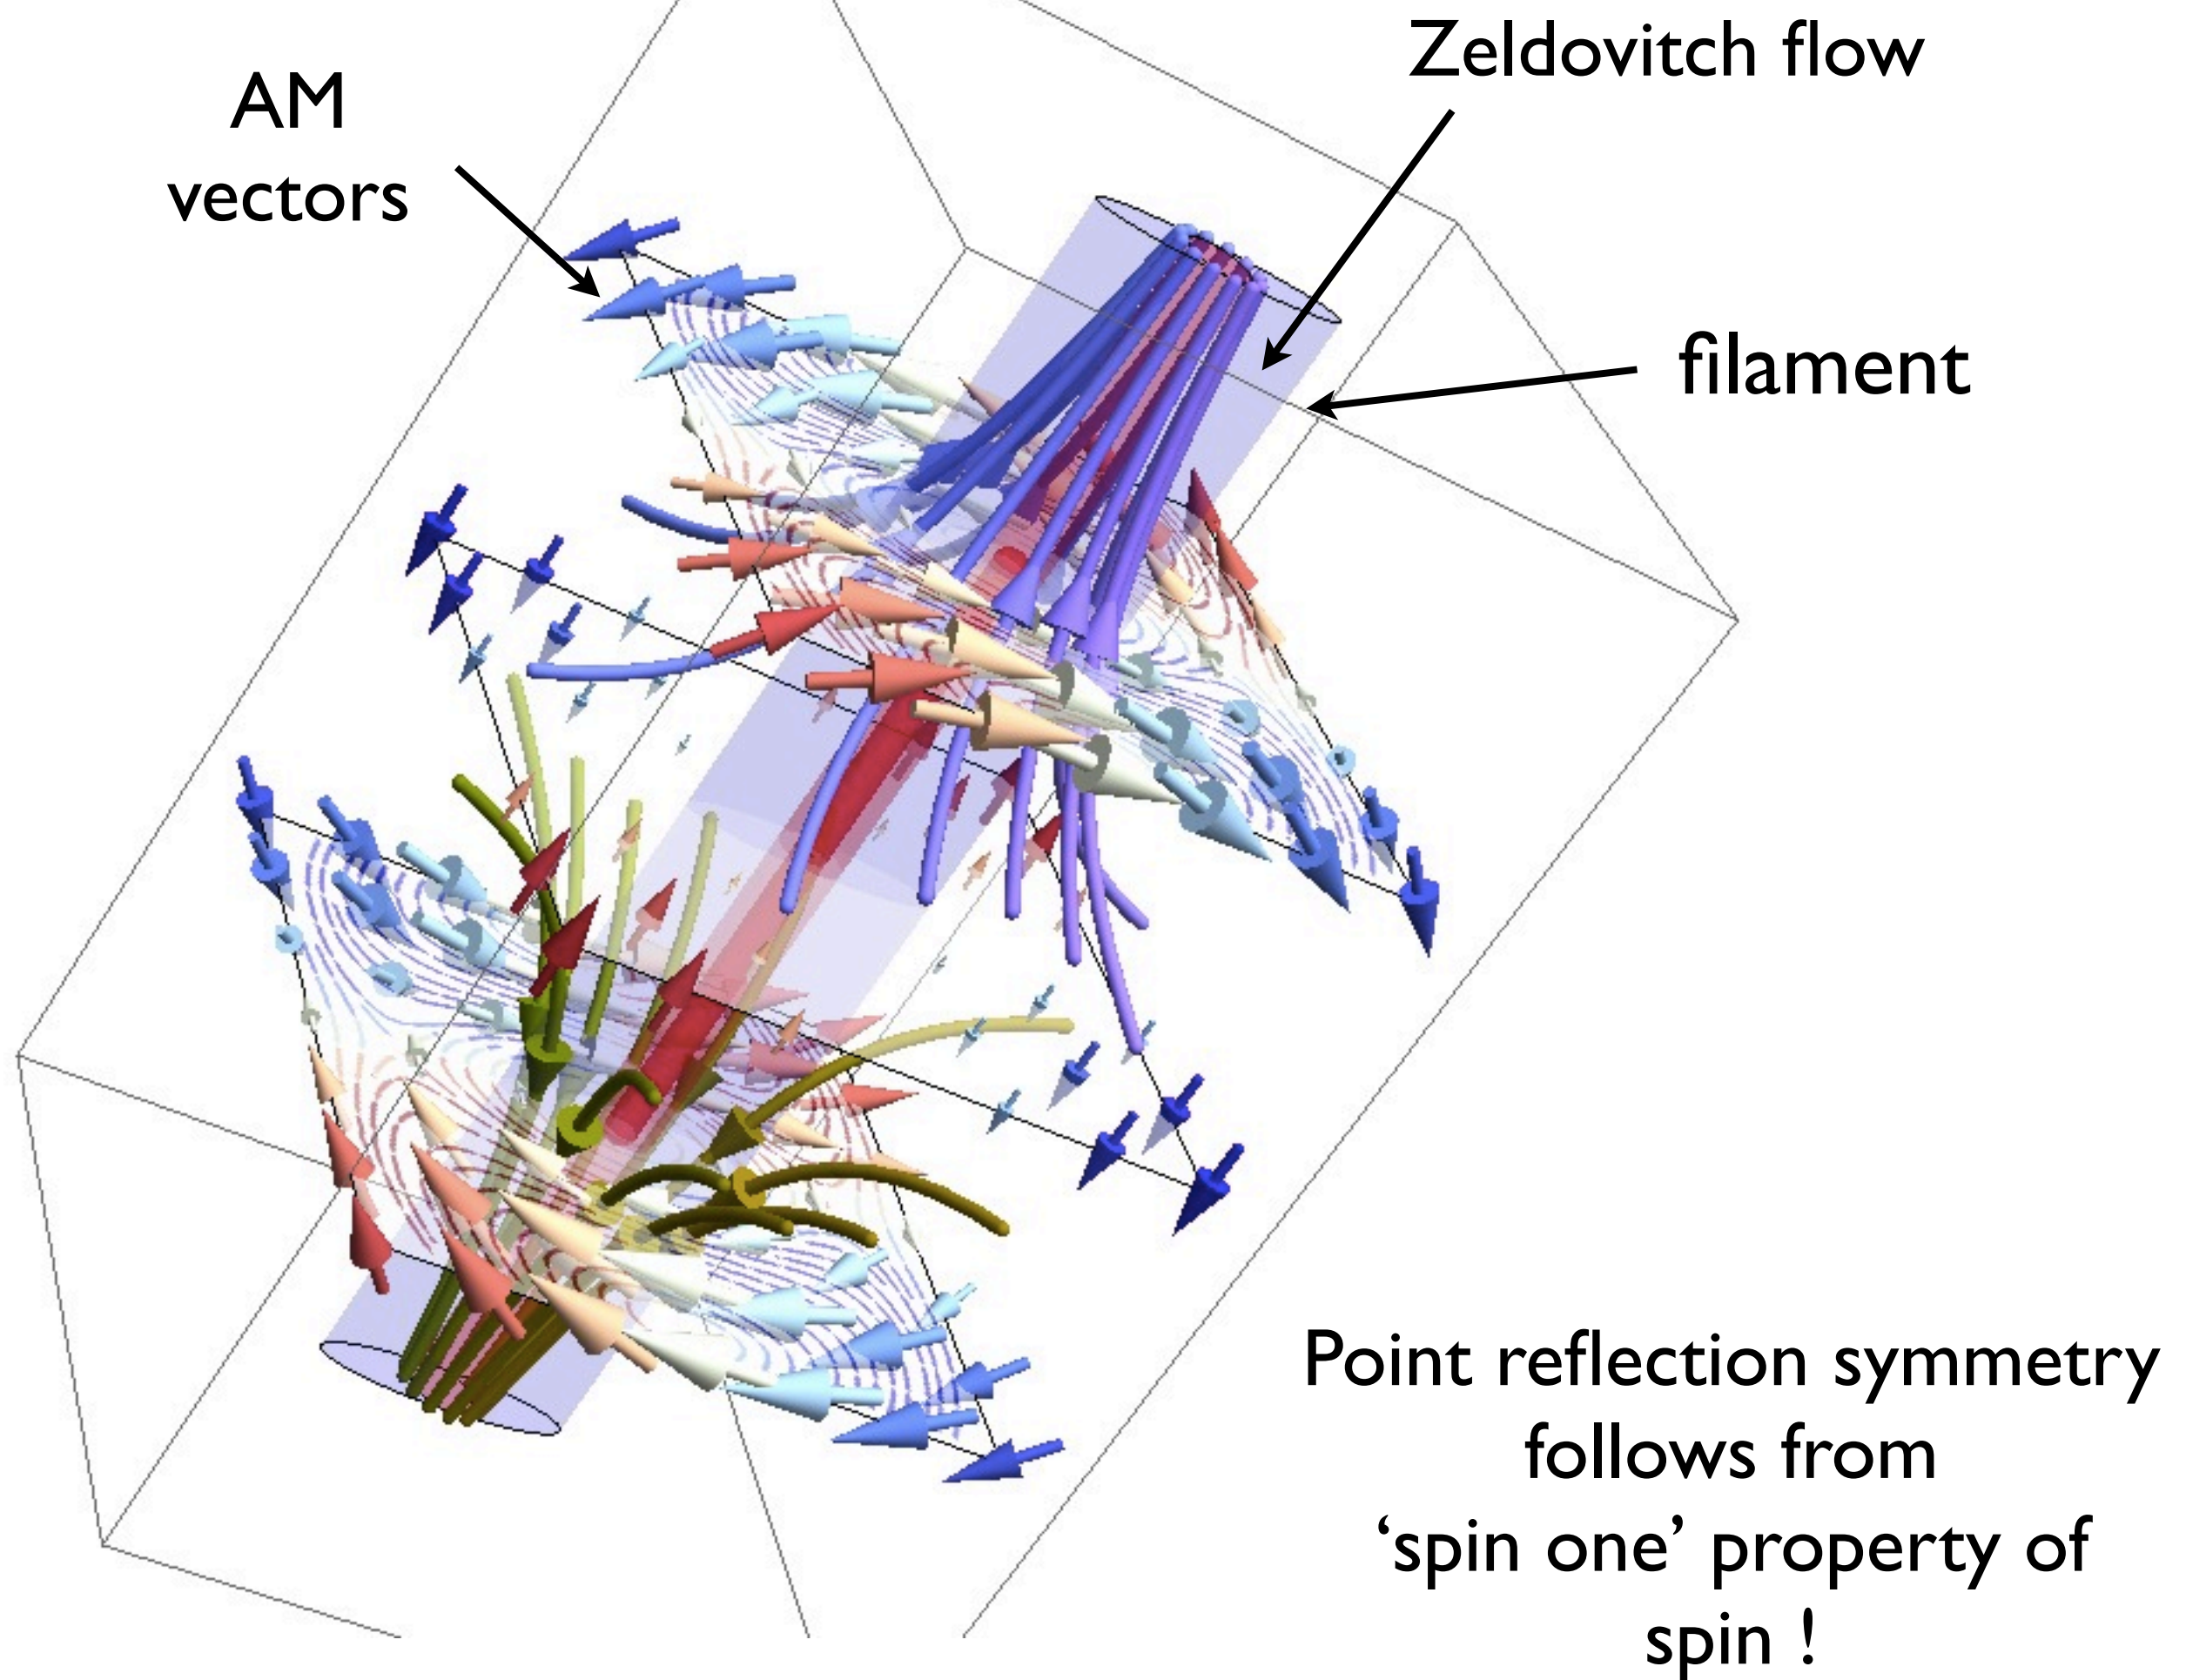 Zeldovitch flow
AM
vectors
filament
Point reflection symmetry
follows from
‘spin one’ property of
spin !